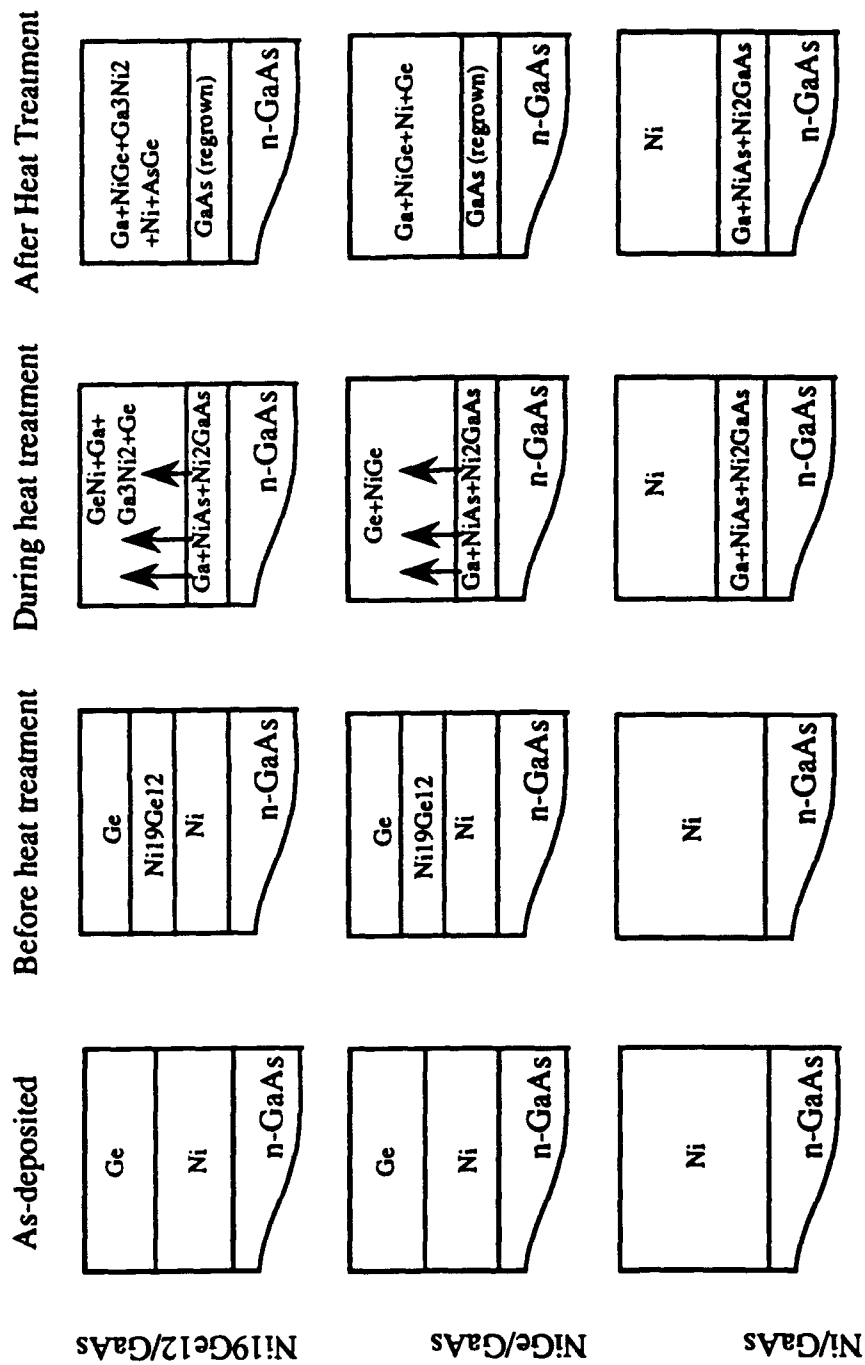 As-deposited
Before heat treatment
During heat treatment
After Heat Treatment
Ni19Ge12/GaAs
Ge
Ni
n-GaAs
Ge
Ni19Ge12
Ni
n-GaAs
GeNi+Ga+
Ga3Ni2+Ge
Ga+NiAs+Ni2GaAs
n-GaAs
Ga+NiGe+Ga3Ni2
+Ni+AsGe
GaAs (regrown)
n-GaAs
NiGe/GaAs
Ge
Ni
n-GaAs
Ge
Ni19Ge12
Ni
n-GaAs
Ge+NiGe
Ga+NiAs+Ni2GaAs
n-GaAs
Ga+NiGe+Ni+Ge
GaAs (regrown)
n-GaAs
Ni/GaAs
Ni
n-GaAs
Ni
n-GaAs
Ni
Ga+NiAs+Ni2GaAs
n-GaAs
Ni
Ga+NiAs+Ni2GaAs
n-GaAs